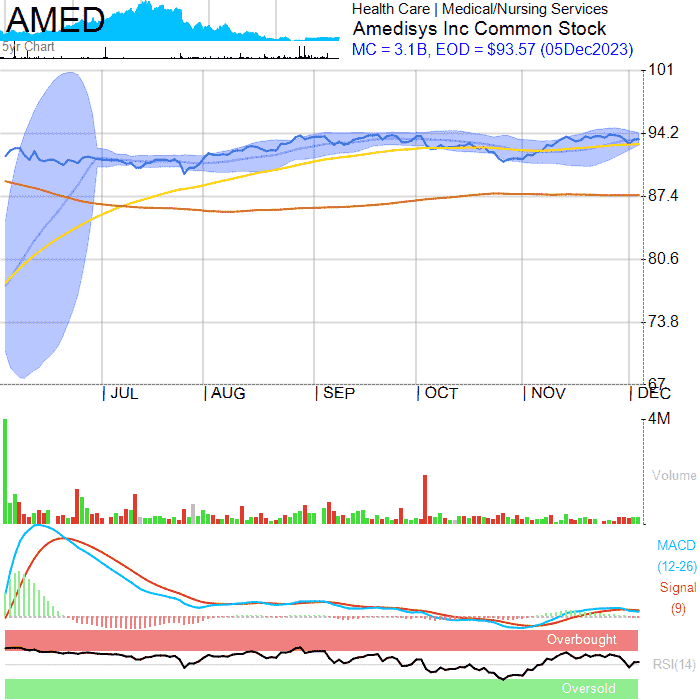 AMED
5yr Chart
Health Care | Medical/Nursing Services
Amedisys Inc Common Stock
MC = 3.1B, EOD = $93.57 (05Dec2023)
101
94.2
87.4
80.6
73.8
67
JUL AUG SEP OCT NOV DEC
4M
Volume
MACD
(12-26)
Signal
(9)
Overbought
RSI(14)
Oversold